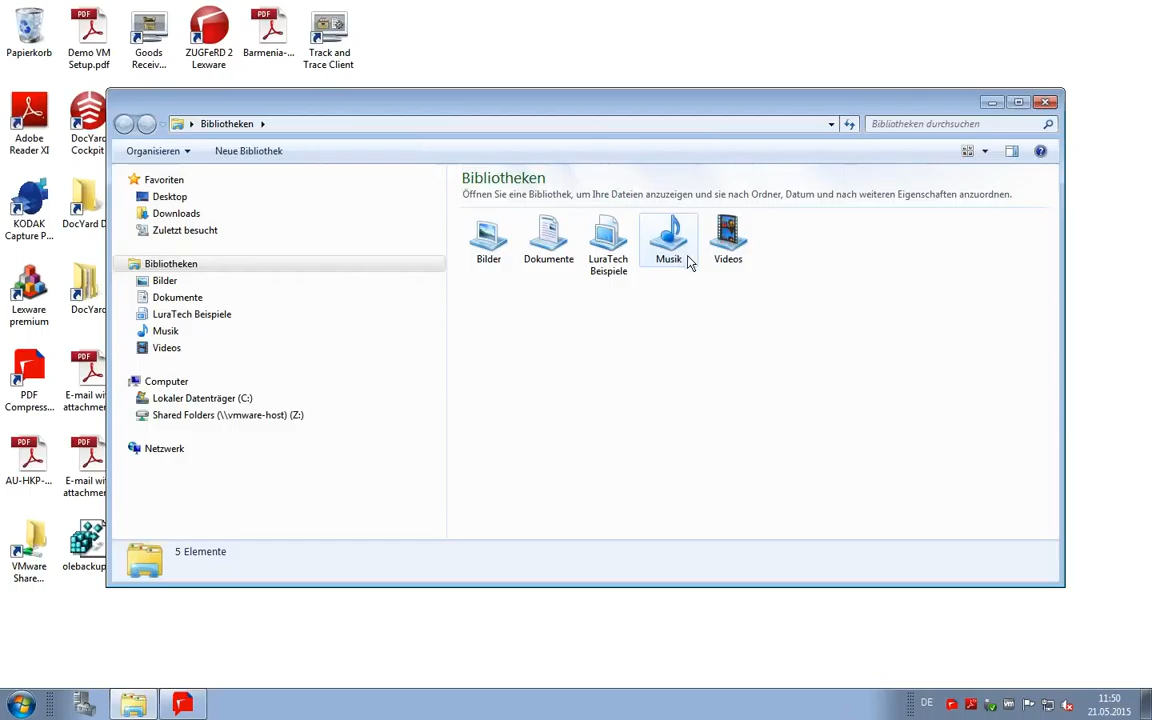 Papierkorb
Demo VM
Setup.pdf
Goods
Receiv...
ZUGFeRD 2
Lexware
Barmenia-...
Track and
Trace Client
Adobe
Reader XI
DocYard
Cockpit
KODAK
Capture P...
DocYard D
Lexware
premium
DocYard
PDF
Compress...
E-mail wit
attachmen
AU-HKP-...
E-mail wit
attachmen
VMware
Share...
olebackup
Bibliotheken
Bibliotheken durchsuchen
Organisieren
Neue Bibliothek
Favoriten
Desktop
Downloads
Zuletzt besucht
Bibliotheken
Bilder
Dokumente
LuraTech Beispiele
Musik
Videos
Computer
Lokaler Datenträger (C:)
Shared Folders (\\vmware-host) (Z:)
Netzwerk
Bibliotheken
Öffnen Sie eine Bibliothek, um Ihre Dateien anzuzeigen und sie nach Ordner, Datum und nach weiteren Eigenschaften anzuordnen.
Bilder
Dokumente
LuraTech
Beispiele
Musik
Videos
5 Elemente
DE
11:50
21.05.2015